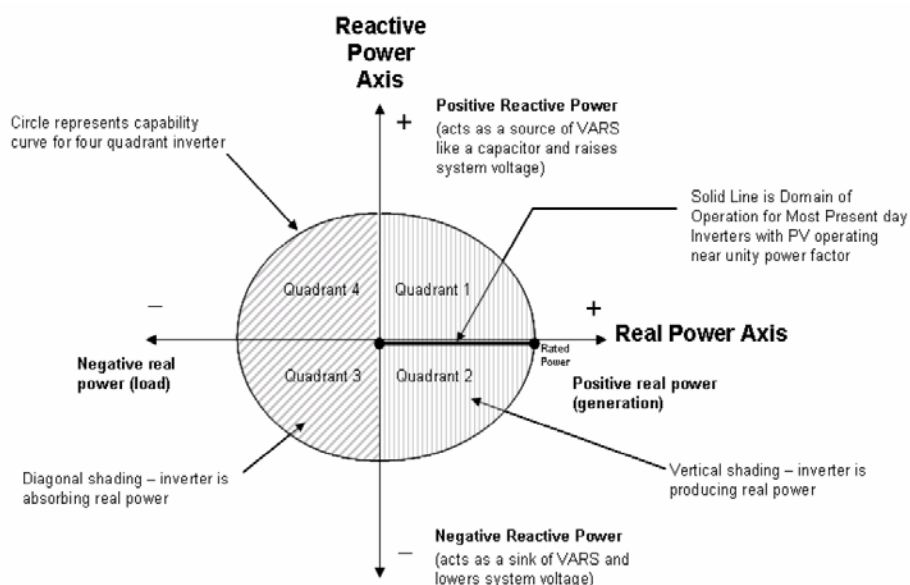 Reactive
Power
Axis
Circle represents capability
curve for four quadrant inverter
+
Positive Reactive Power
(acts as a source of VARS
like a capacitor and raises
system voltage)
Solid Line is Domain of
Operation for Most Present day
Inverters with PV operating
near unity power factor
Quadrant 4
Quadrant 1
–
+
Real Power Axis
Rated
Power
Negative real
power (load)
Quadrant 3
Quadrant 2
Positive real power
(generation)
Diagonal shading – inverter is
absorbing real power
Vertical shading – inverter is
producing real power
–
Negative Reactive Power
(acts as a sink of VARS and
lowers system voltage)